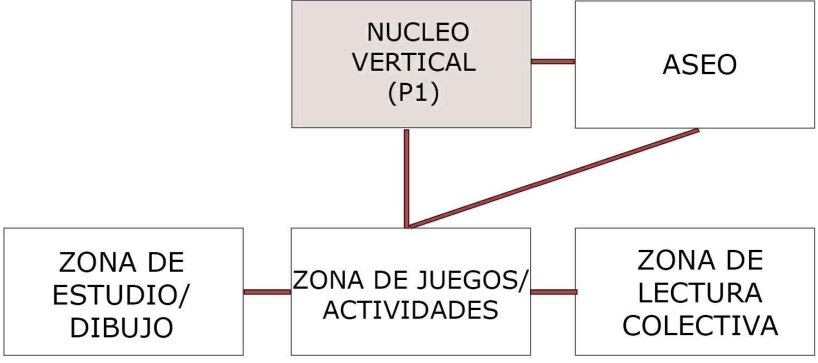 NUCLEO
VERTICAL
(P1)
ASEO
ZONA DE
ESTUDIO/
DIBUJO
ZONA DE JUEGOS/
ACTIVIDADES
ZONA DE
LECTURA
COLECTIVA